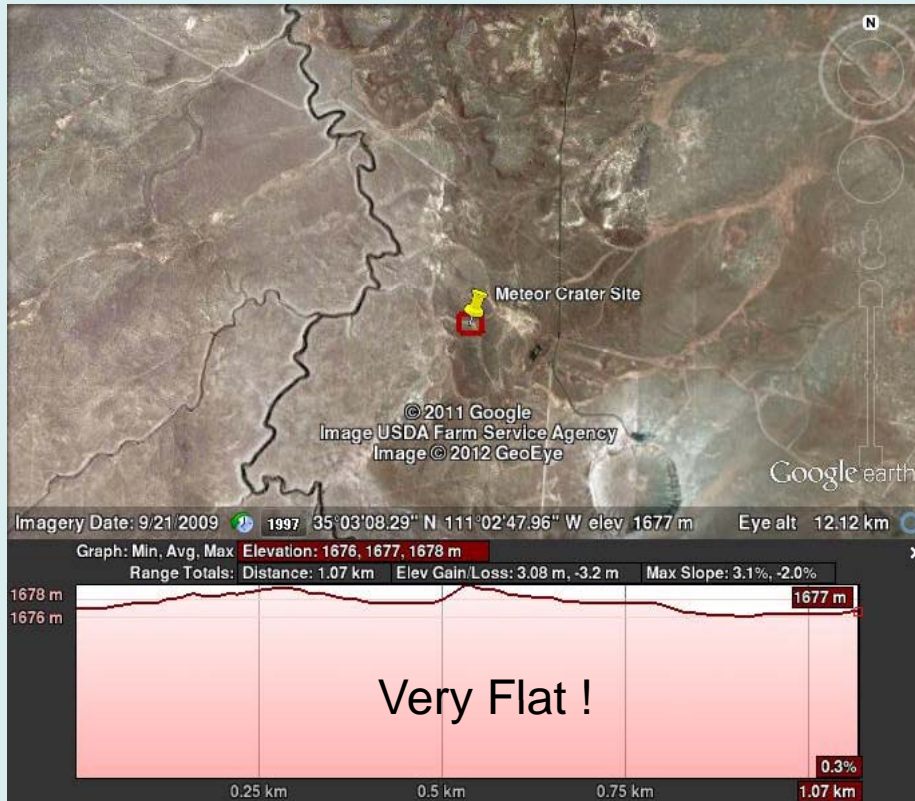 N
Meteor Crater Site
© 2011 Google
Image USDA Farm Service Agency
Image © 2012 GeoEye
Google earth
Imagery Date: 9/21/2009 1997 35°03'08.29" N 111°02'47.96" W elev 1677 m Eye alt 12.12 km
Graph: Min, Avg, Max Elevation: 1676, 1677, 1678 m x
Range Totals: Distance: 1.07 km Elev Gain/Loss: 3.08 m, -3.2 m Max Slope: 3.1%, -2.0%
1678 m 1677 m
1676 m
Very Flat !
0.3%
0.25 km 0.5 km 0.75 km 1.07 km